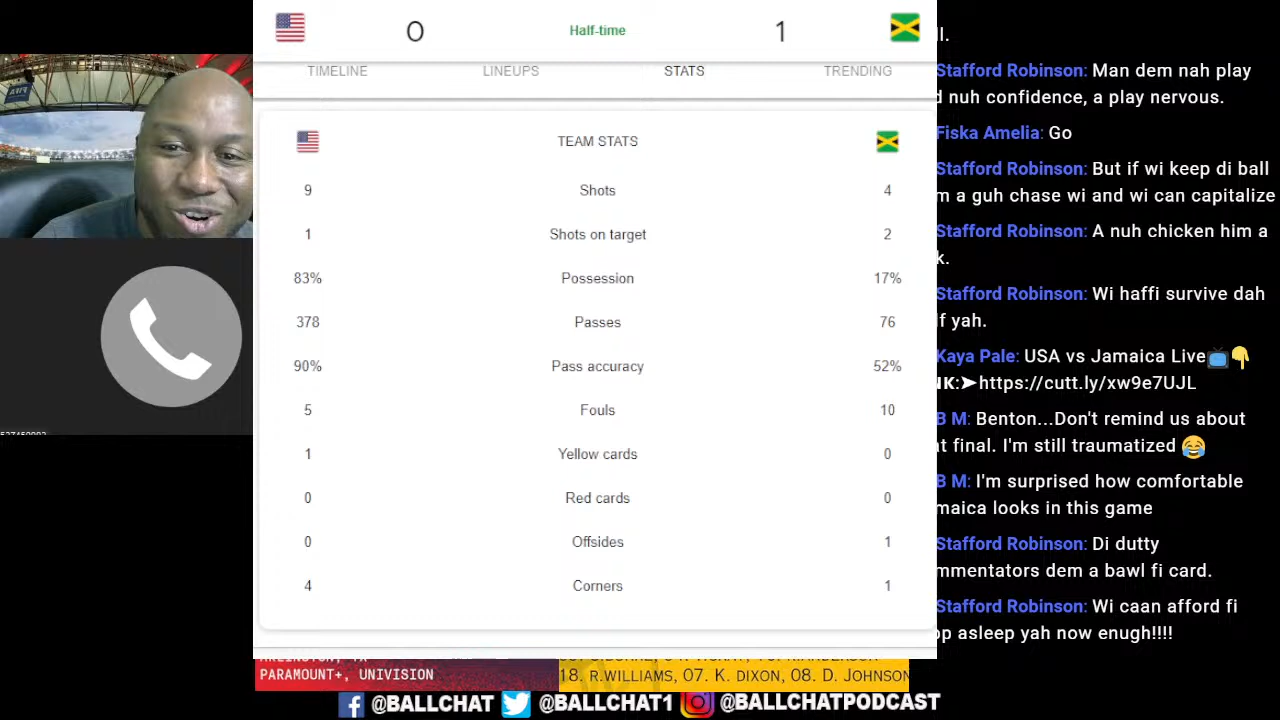 0 Half-time 1
TIMELINE LINEUPS STATS TRENDING
TEAM STATS
9 Shots 4
1 Shots on target 2
83% Possession 17%
378 Passes 76
90% Pass accuracy 52%
5 Fouls 10
1 Yellow cards 0
0 Red cards 0
0 Offsides 1
4 Corners 1
PARAMOUNT+, UNIVISION
18. R.WILLIAMS, 07. K. DIXON, 08. D. JOHNSON
@BALLCHAT @BALLCHAT1 @BALLCHATPODCAST
Stafford Robinson: Man dem nah play
d nuh confidence, a play nervous.
Fiska Amelia: Go
Stafford Robinson: But if wi keep di ball
m a guh chase wi and wi can capitalize
Stafford Robinson: A nuh chicken him a
k.
Stafford Robinson: Wi haffi survive dah
lf yah.
Kaya Pale: USA vs Jamaica Live📺👇
NK:➤https://cutt.ly/xw9e7UJL
B M: Benton...Don't remind us about
at final. I'm still traumatized 😂
B M: I'm surprised how comfortable
maica looks in this game
Stafford Robinson: Di dutty
mmentators dem a bawl fi card.
Stafford Robinson: Wi caan afford fi
op asleep yah now enugh!!!!